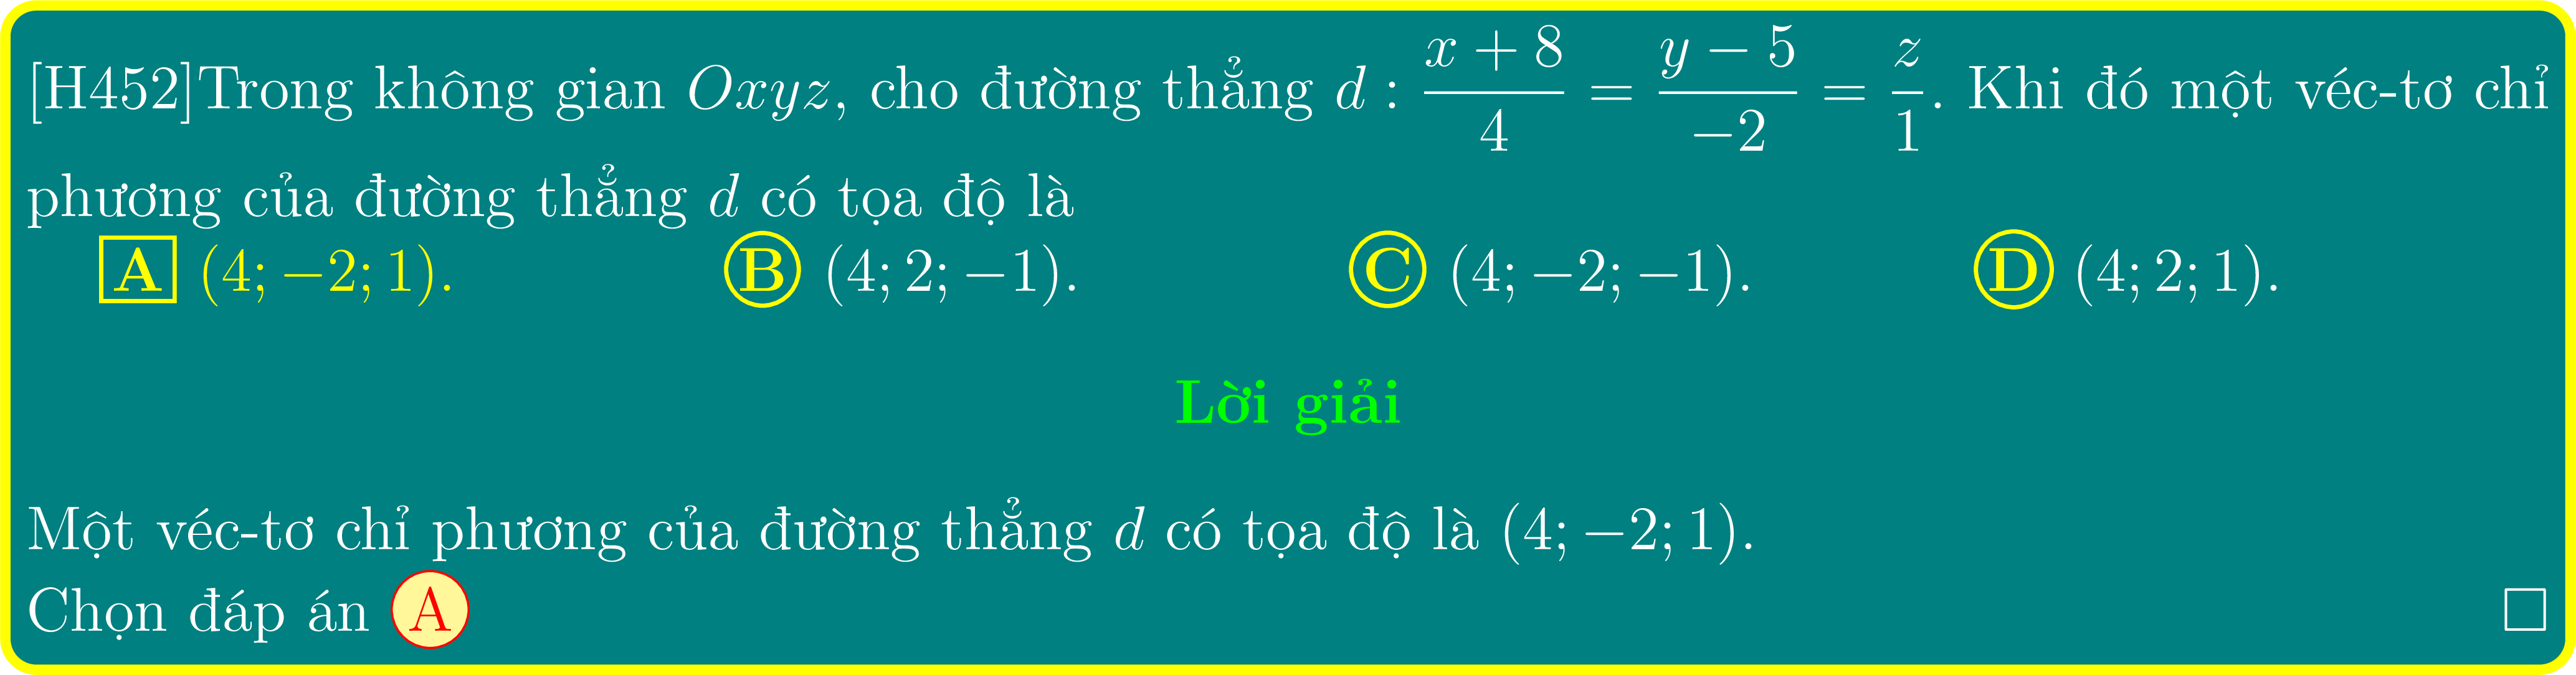 [H452]Trong không gian Oxyz, cho đường thẳng d : \frac{x + 8}{4} = \frac{y − 5}{−2} = \frac{z}{1}. Khi đó một véc-tơ chỉ
phương của đường thẳng d có tọa độ là
A (4; −2; 1). B (4; 2; −1). C (4; −2; −1). D (4; 2; 1).
Lời giải
Một véc-tơ chỉ phương của đường thẳng d có tọa độ là (4; −2; 1).
Chọn đáp án A □